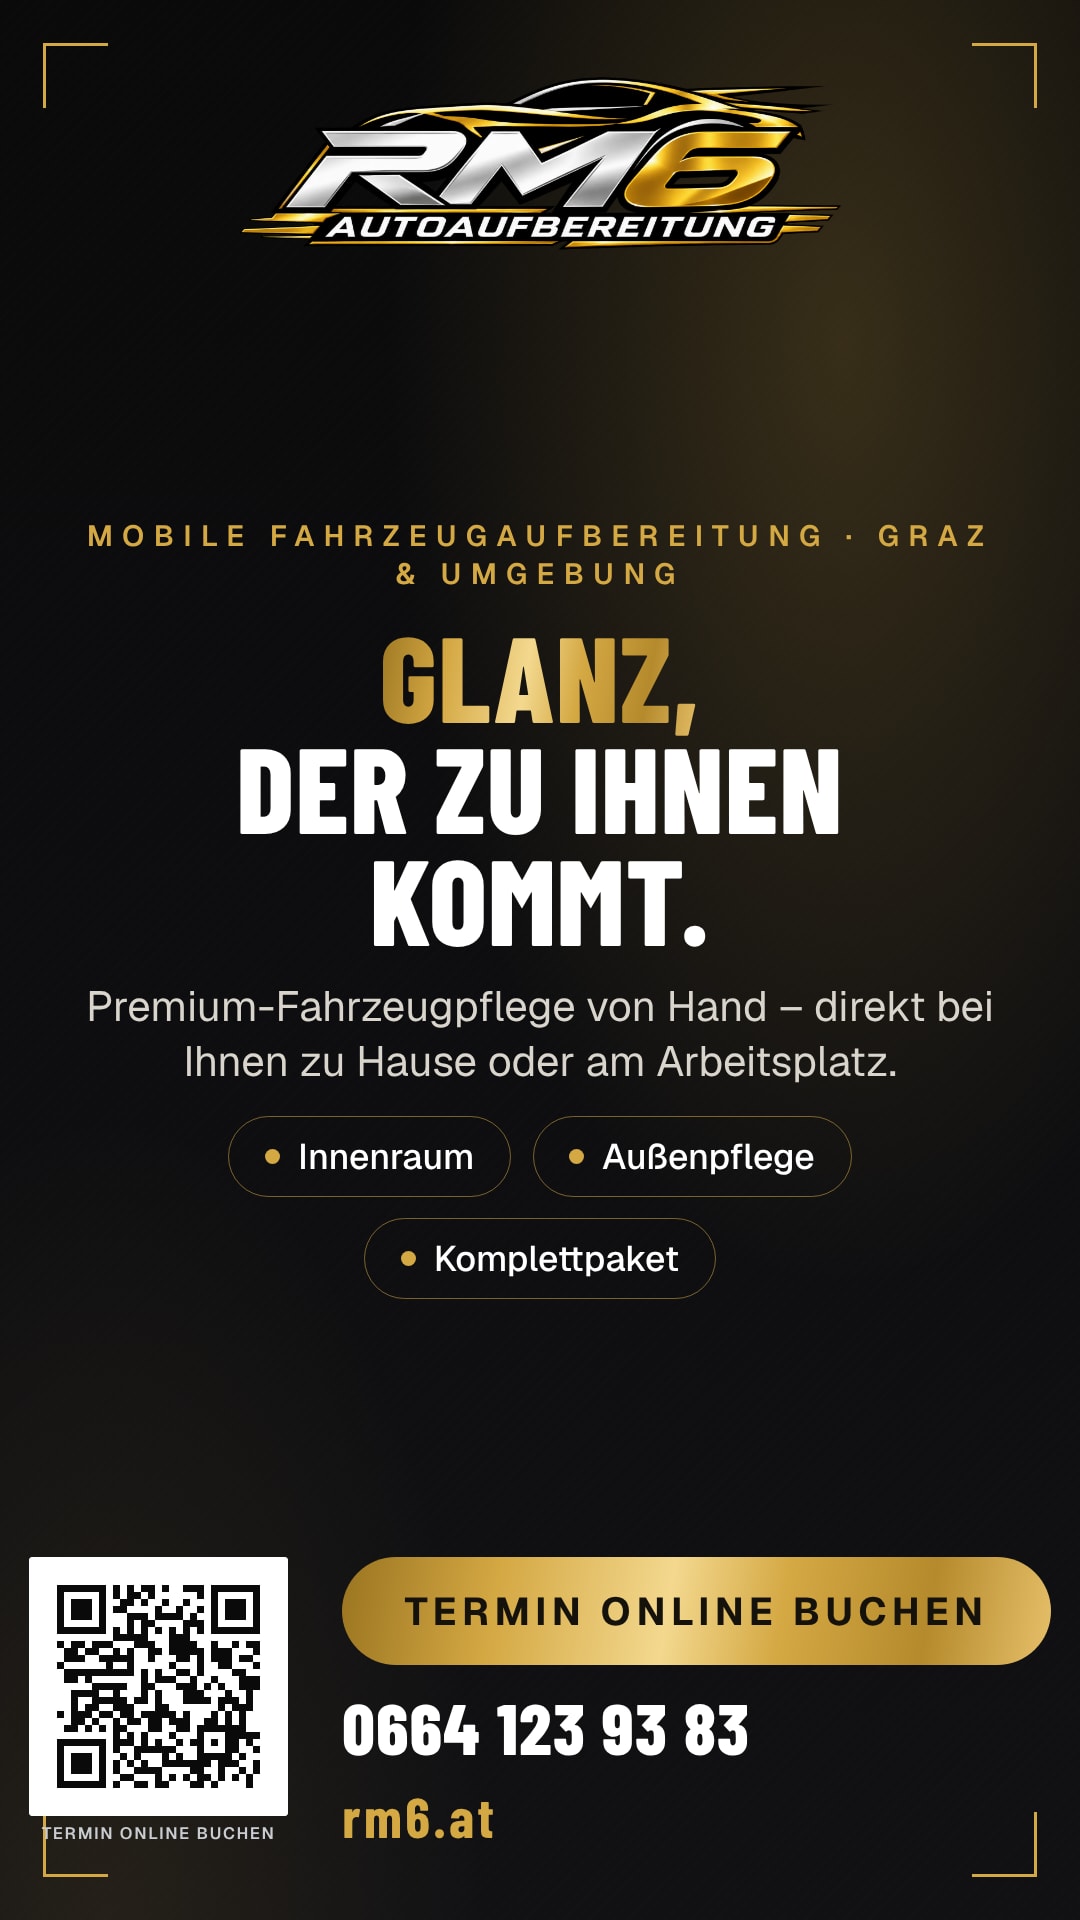 RM6
AUTOAUFBEREITUNG
MOBILE FAHRZEUGAUFBEREITUNG · GRAZ
& UMGEBUNG
GLANZ,
DER ZU IHNEN
KOMMT.
Premium-Fahrzeugpflege von Hand – direkt bei
Ihnen zu Hause oder am Arbeitsplatz.
Innenraum
Außenpflege
Komplettpaket
TERMIN ONLINE BUCHEN
0664 123 93 83
rm6.at
TERMIN ONLINE BUCHEN